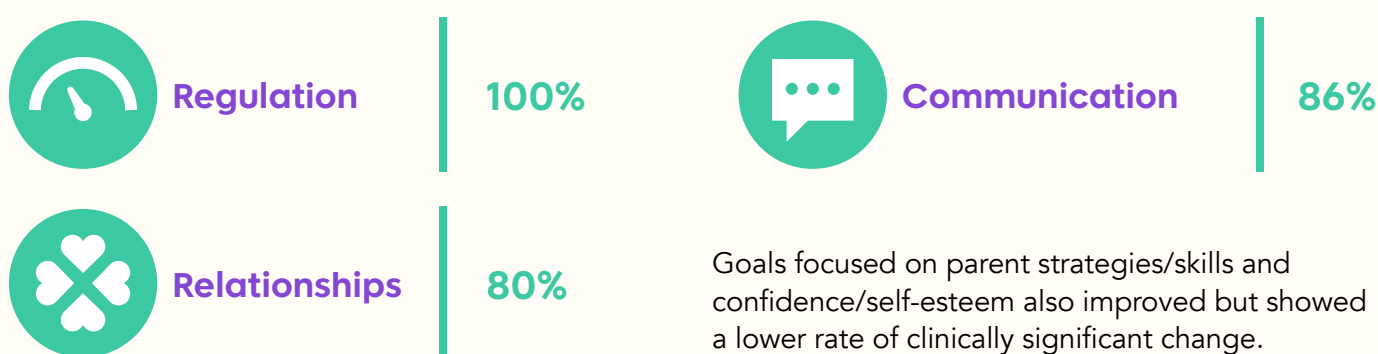 Regulation
100%
Communication
86%
Relationships
80%
Goals focused on parent strategies/skills and
confidence/self-esteem also improved but showed
a lower rate of clinically significant change.